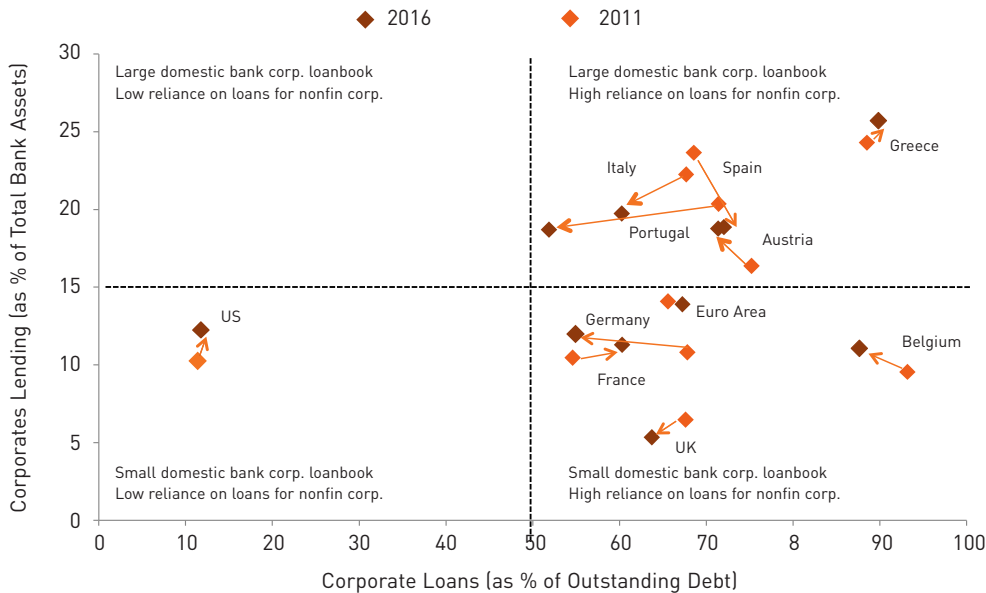 2016
2011
Corporates Lending (as % of Total Bank Assets)
30
25
20
15
10
5
0
Large domestic bank corp. loanbook
Low reliance on loans for nonfin corp.
Large domestic bank corp. loanbook
High reliance on loans for nonfin corp.
Greece
Italy
Spain
Portugal
Austria
US
Germany
Euro Area
Belgium
France
UK
Small domestic bank corp. loanbook
Low reliance on loans for nonfin corp.
Small domestic bank corp. loanbook
High reliance on loans for nonfin corp.
0
10
20
30
40
50
60
70
8
90
100
Corporate Loans (as % of Outstanding Debt)